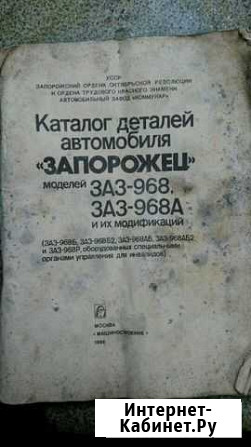 УССР
ЗАПОРОЖСКИЙ ОРДЕНА ОКТЯБРЬСКОЙ РЕВОЛЮЦИИ
И ОРДЕНА ТРУДОВОГО КРАСНОГО ЗНАМЕНИ
АВТОМОБИЛЬНЫЙ ЗАВОД «КОММУНАР»
Каталог деталей
автомобиля
«ЗАПОРОЖЕЦ»
моделей ЗАЗ-968,
ЗАЗ-968А
и их модификаций
(ЗАЗ-968Б, ЗАЗ-968Б2, ЗАЗ-968АБ, ЗАЗ-968АБ2
и ЗАЗ-968Р, оборудованных специальными
органами управления для инвалидов)
МОСКВА
«МАШИНОСТРОЕНИЕ»
Интернет-
Кабинет.Ру